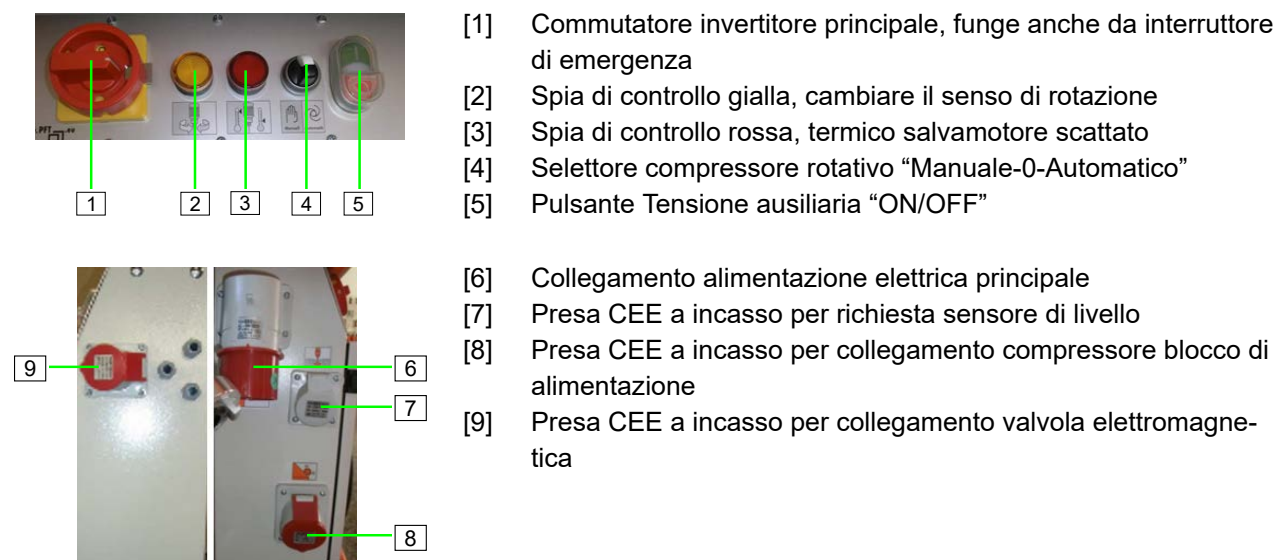 [1] Commutatore invertitore principale, funge anche da interruttore
di emergenza
[2] Spia di controllo gialla, cambiare il senso di rotazione
[3] Spia di controllo rossa, termico salvamotore scattato
[4] Selettore compressore rotativo “Manuale-0-Automatico”
[5] Pulsante Tensione ausiliaria “ON/OFF”
PFT
1 2 3 4 5
[6] Collegamento alimentazione elettrica principale
[7] Presa CEE a incasso per richiesta sensore di livello
[8] Presa CEE a incasso per collegamento compressore blocco di
alimentazione
[9] Presa CEE a incasso per collegamento valvola elettromagne-
tica
9
6
7
8